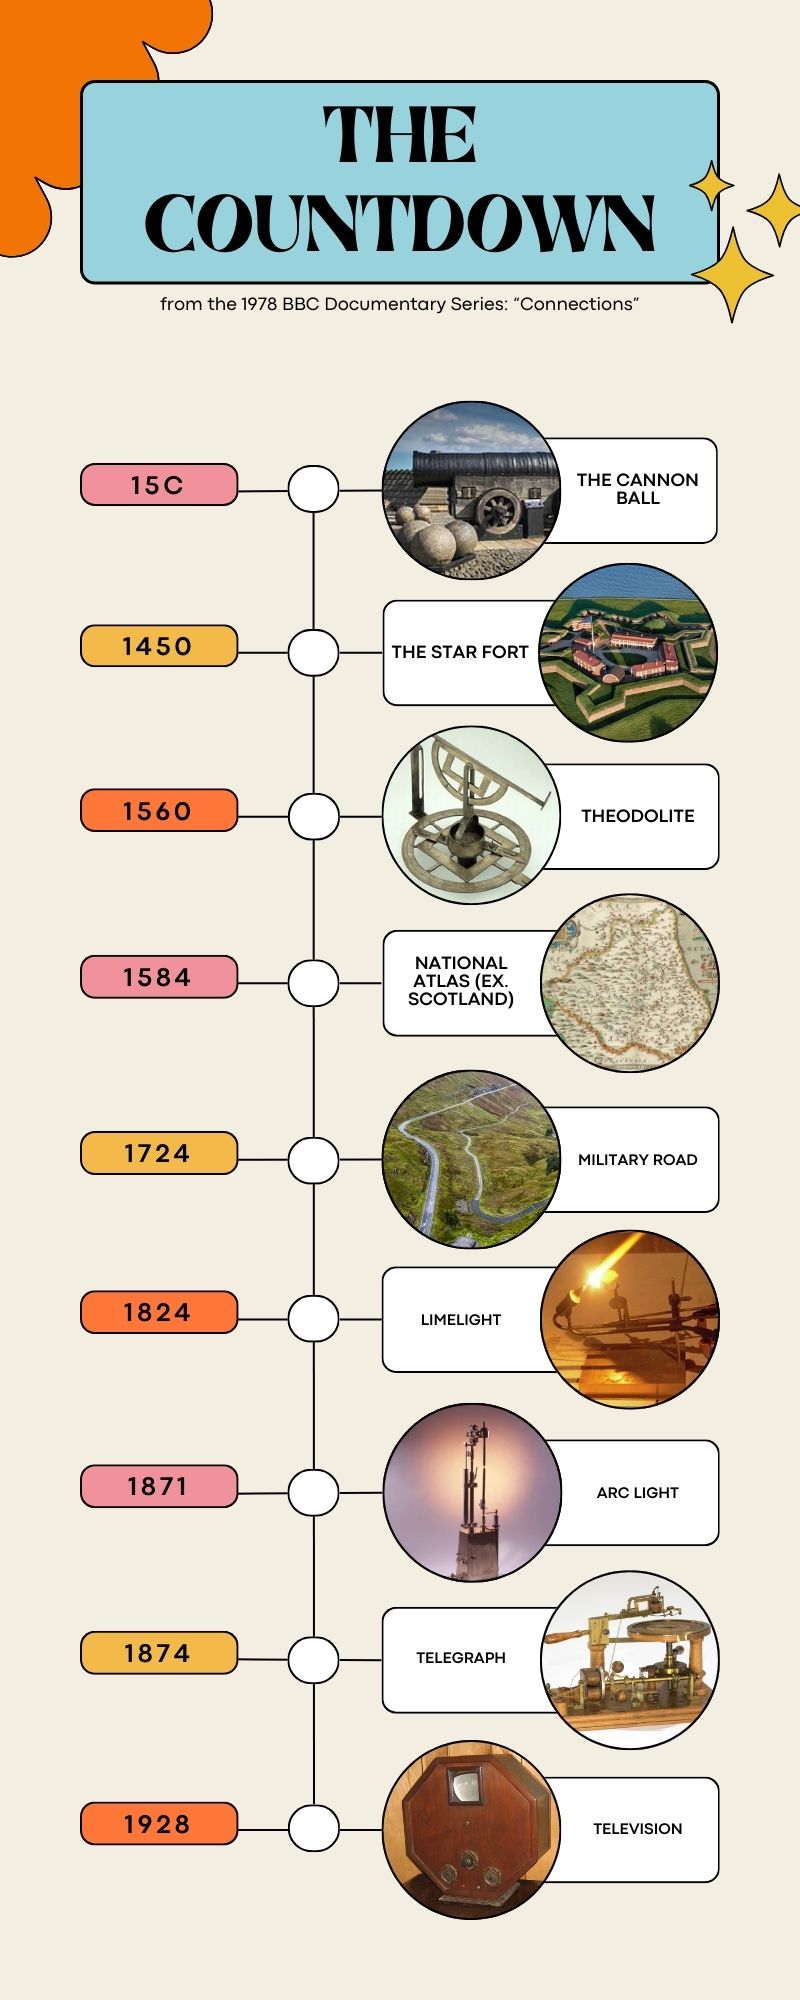 THE
COUNTDOWN
from the 1978 BBC Documentary Series: “Connections”
15C
THE CANNON
BALL
1450
THE STAR FORT
1560
THEODOLITE
1584
NATIONAL
ATLAS (EX.
SCOTLAND)
1724
MILITARY ROAD
1824
LIMELIGHT
1871
ARC LIGHT
1874
TELEGRAPH
1928
TELEVISION